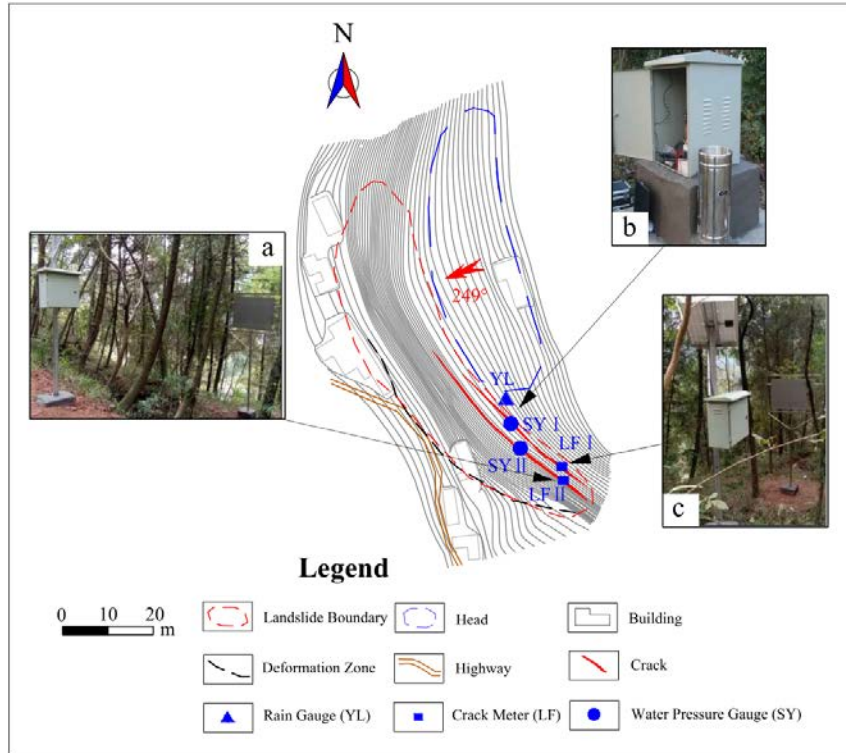 N
b
a
249°
YL
SY Ⅰ
LF Ⅰ
SY Ⅱ
LF Ⅱ
c
Legend
0 10 20
m
Landslide Boundary
Head
Building
Deformation Zone
Highway
Crack
Rain Gauge (YL)
Crack Meter (LF)
Water Pressure Gauge (SY)